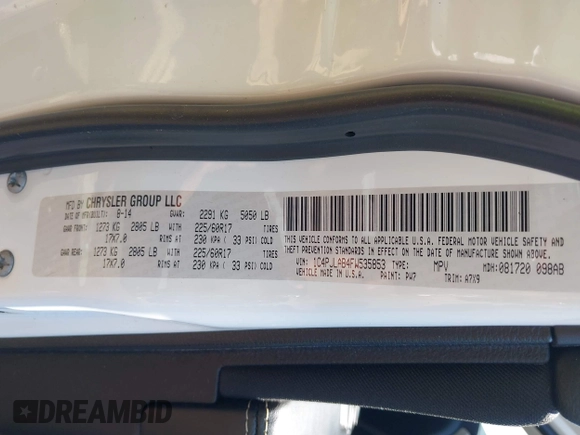 MFD BY CHRYSLER GROUP LLC
DATE OF MFR 8-14 GVWR: 2291 KG 5050 LB
GAWR FRONT: 1273 KG 2805 LB WITH 225/60R17 TIRES
17X7.0 RIMS AT 230 KPA ( 33 PSI) COLD
GAWR REAR: 1273 KG 2805 LB WITH 225/60R17 TIRES
17X7.0 RIMS AT 230 KPA ( 33 PSI) COLD
THIS VEHICLE CONFORMS TO ALL APPLICABLE U.S.A. FEDERAL MOTOR VEHICLE SAFETY AND
THEFT PREVENTION STANDARDS IN EFFECT ON THE DATE OF MANUFACTURE SHOWN ABOVE.
VIN: 1C4PJLAB4FW535853 TYPE: MPV MDH: 081720 098AB
PAINT: PW7 TRIM: A7X9
DREAMBID